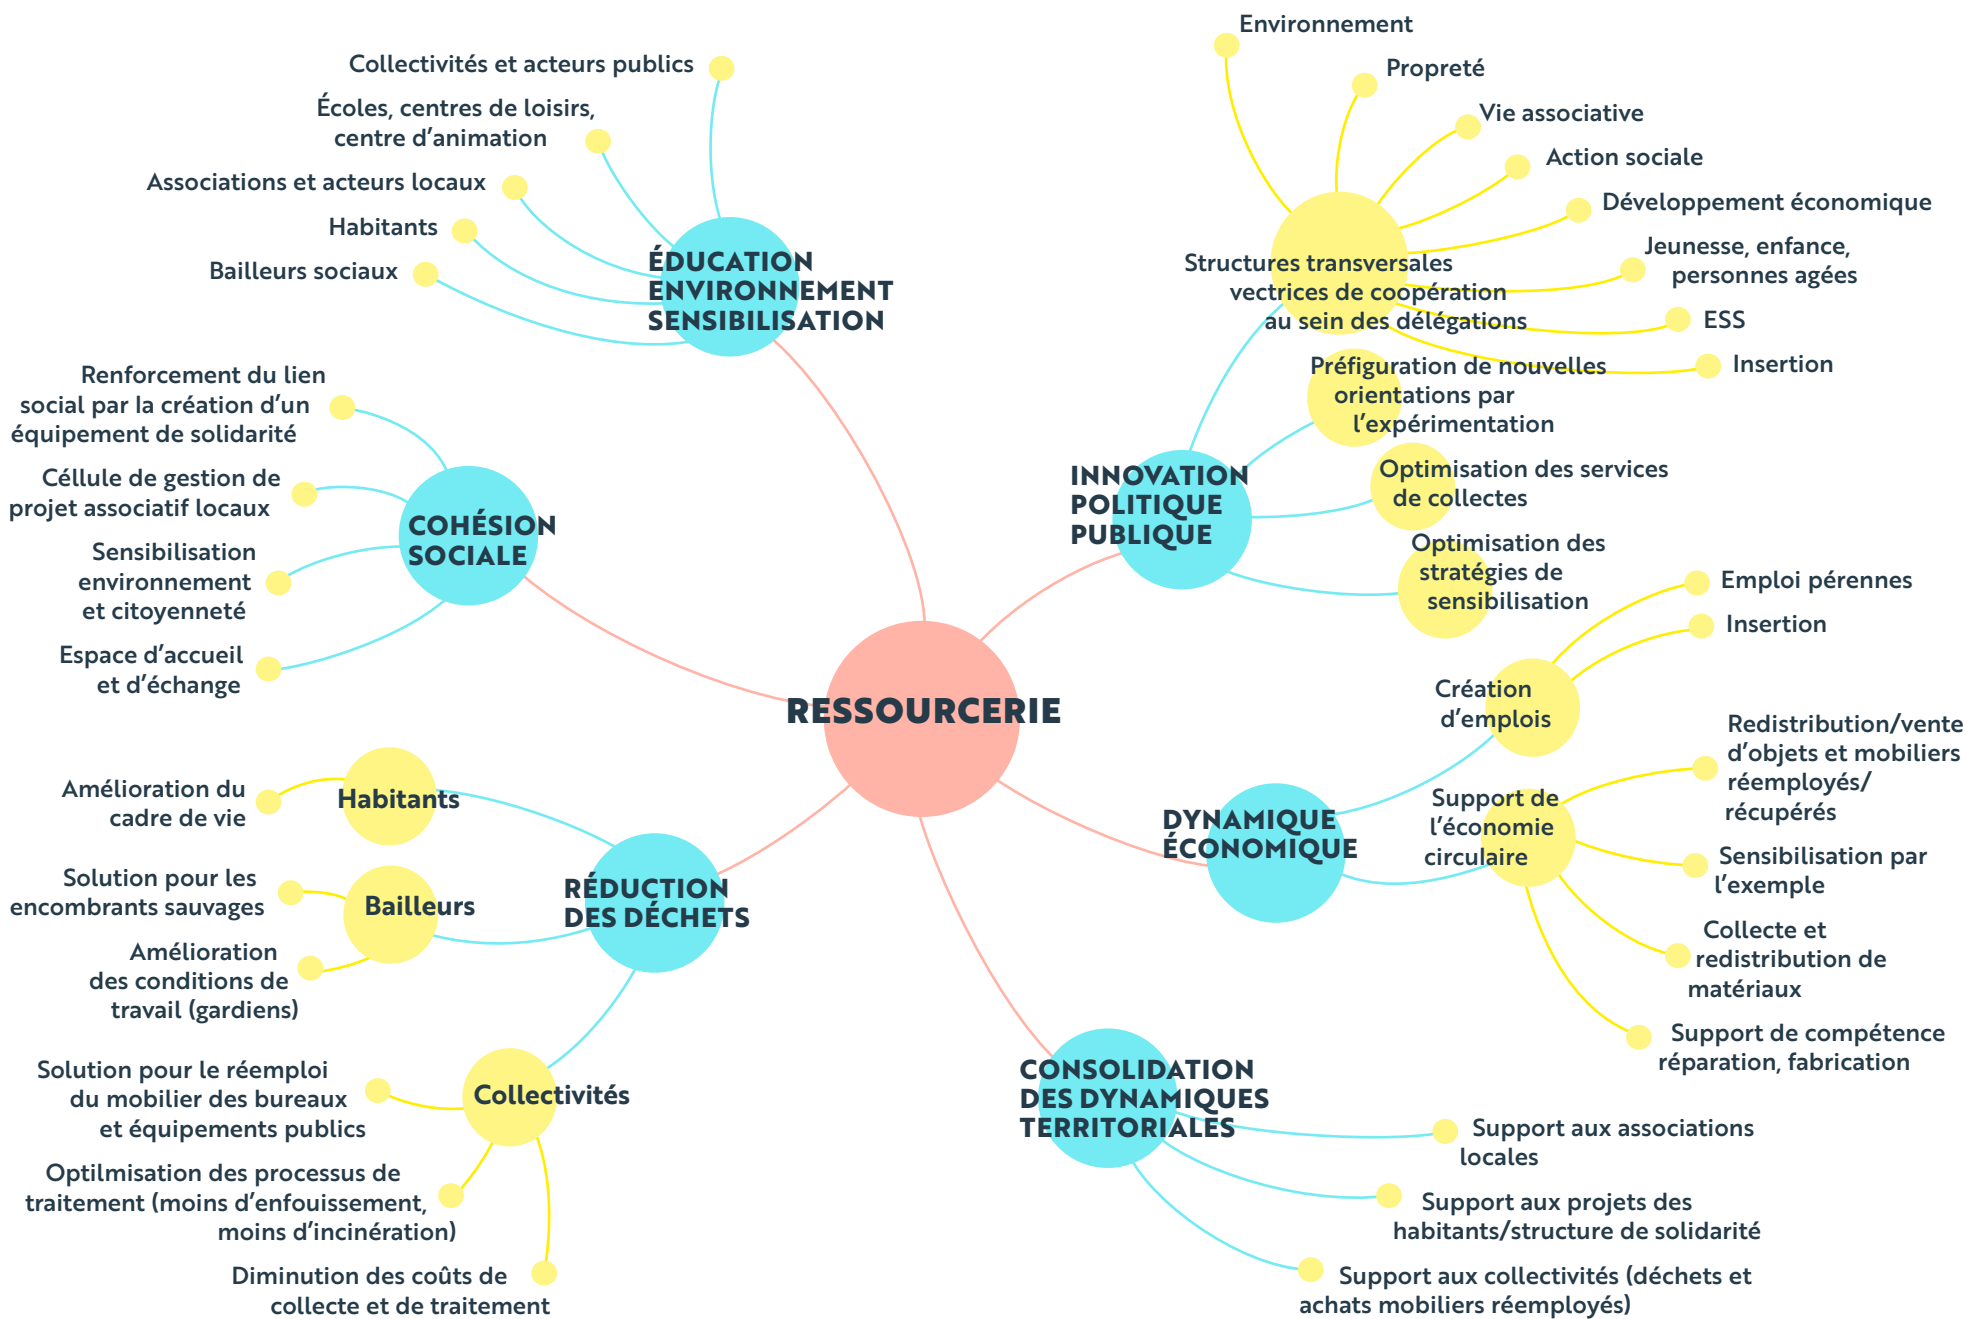 Collectivités et acteurs publics
Écoles, centres de loisirs,
centre d’animation
Associations et acteurs locaux
Habitants
Bailleurs sociaux
ÉDUCATION
ENVIRONNEMENT
SENSIBILISATION
Renforcement du lien
social par la création d’un
équipement de solidarité
Céllule de gestion de
projet associatif locaux
Sensibilisation
environnement
et citoyenneté
Espace d’accueil
et d’échange
COHÉSION
SOCIALE
RESSOURCERIE
Amélioration du
cadre de vie
Habitants
Solution pour les
encombrants sauvages
Bailleurs
Amélioration
des conditions de
travail (gardiens)
RÉDUCTION
DES DÉCHETS
Solution pour le réemploi
du mobilier des bureaux
et équipements publics
Collectivités
Optilmisation des processus de
traitement (moins d’enfouissement,
moins d’incinération)
Diminution des coûts de
collecte et de traitement
Environnement
Propreté
Vie associative
Action sociale
Développement économique
Jeunesse, enfance,
personnes agées
ESS
Insertion
Structures transversales
vectrices de coopération
au sein des délégations
Préfiguration de nouvelles
orientations par
l’expérimentation
Optimisation des services
de collectes
Optimisation des
stratégies de
sensibilisation
INNOVATION
POLITIQUE
PUBLIQUE
Emploi pérennes
Insertion
Création
d’emplois
Redistribution/vente
d’objets et mobiliers
réemployés/
récupérés
Support de
l’économie
circulaire
Sensibilisation par
l’exemple
Collecte et
redistribution de
matériaux
Support de compétence
réparation, fabrication
DYNAMIQUE
ÉCONOMIQUE
CONSOLIDATION
DES DYNAMIQUES
TERRITORIALES
Support aux associations
locales
Support aux projets des
habitants/structure de solidarité
Support aux collectivités (déchets et
achats mobiliers réemployés)